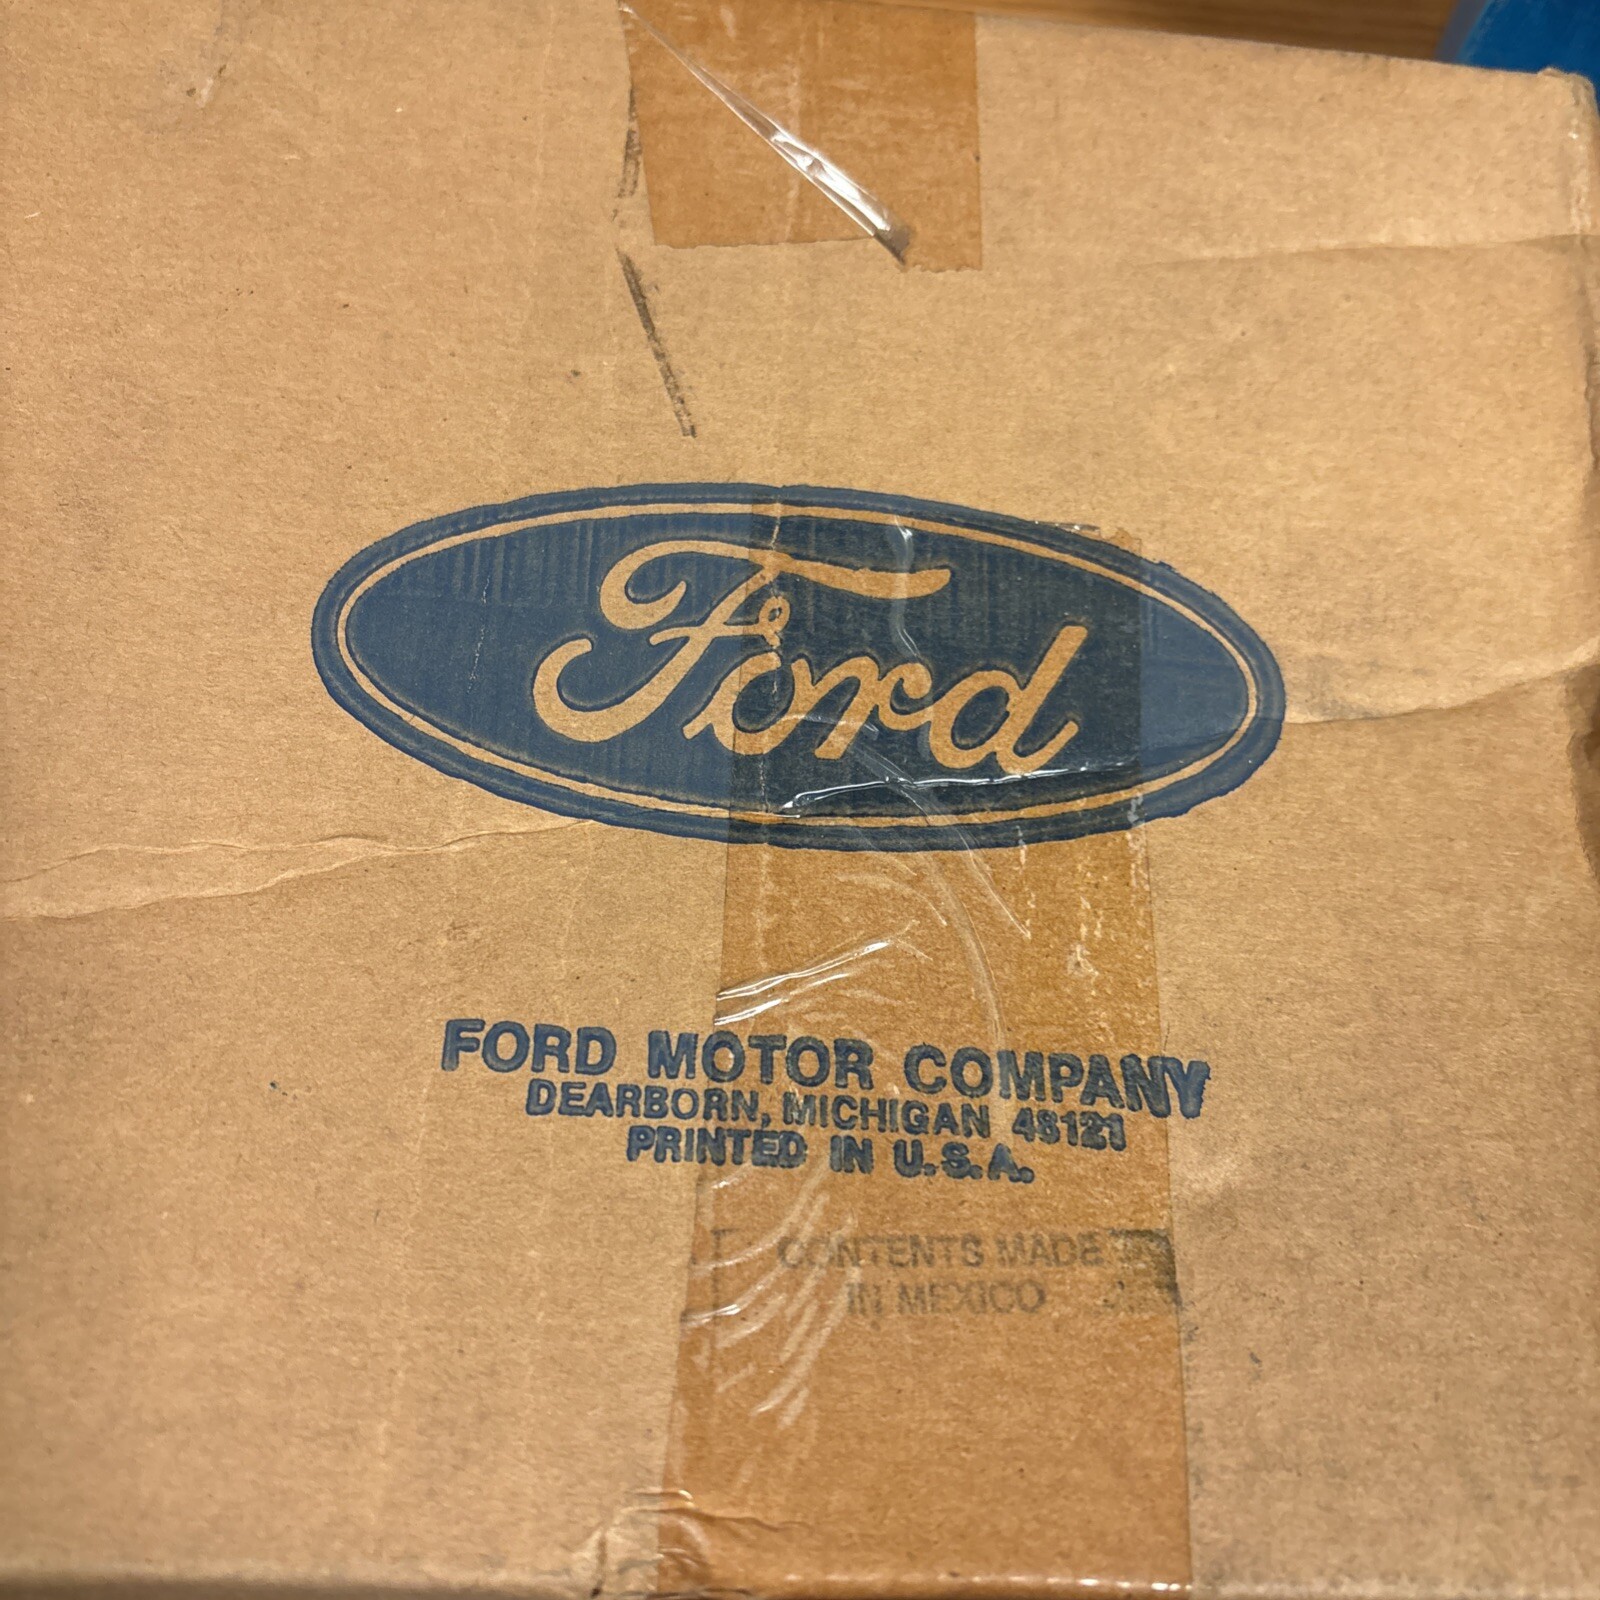 Ford
FORD MOTOR COMPANY
DEARBORN, MICHIGAN 48121
PRINTED IN U.S.A.
CONTENTS MADE
IN MEXICO